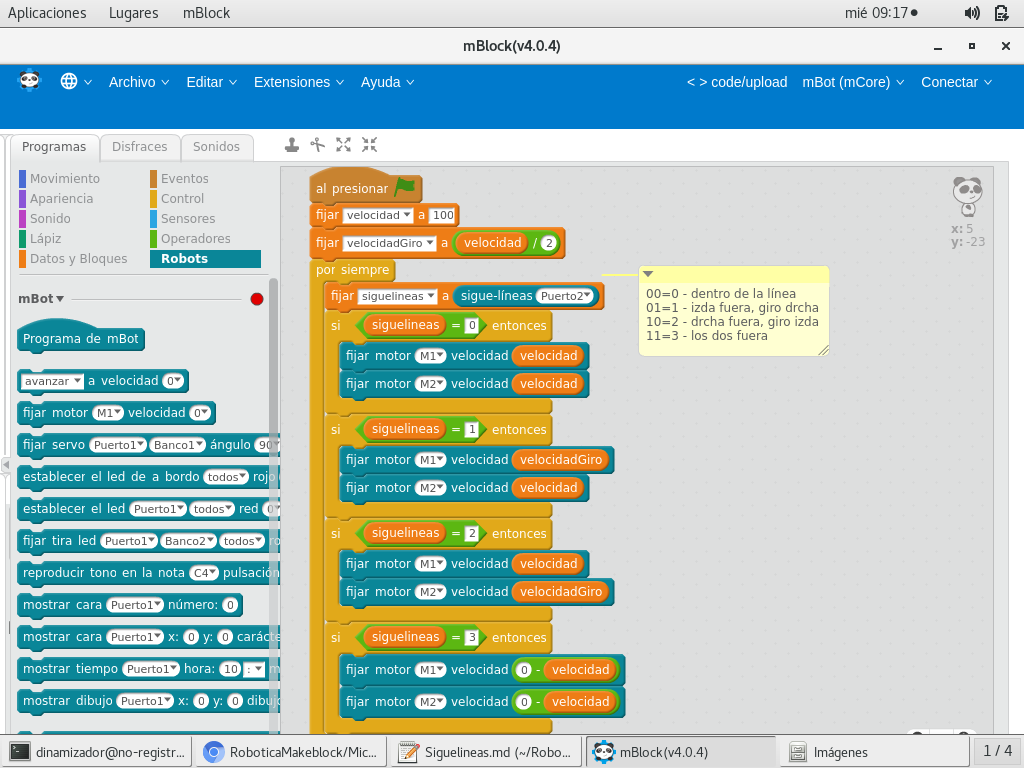 Aplicaciones Lugares mBlock mié 09:17
mBlock(v4.0.4)
Archivo Editar Extensiones Ayuda < > code/upload mBot (mCore) Conectar
Programas Disfraces Sonidos
Movimiento Eventos
Apariencia Control
Sonido Sensores
Lápiz Operadores
Datos y Bloques Robots
mBot
Programa de mBot
avanzar a velocidad 0
fijar motor M1 velocidad 0
fijar servo Puerto1 Banco1 ángulo 90
establecer el led de a bordo todos rojo
establecer el led Puerto1 todos red 0
fijar tira led Puerto1 Banco2 todos
reproducir tono en la nota C4 pulsación
mostrar cara Puerto1 número: 0
mostrar cara Puerto1 x: 0 y: 0
mostrar tiempo Puerto1 hora: 10 :
mostrar dibujo Puerto1 x: 0 y: 0
al presionar
fijar velocidad a 100
fijar velocidadGiro a velocidad / 2
por siempre
fijar siguelineas a sigue-líneas Puerto2
si siguelineas = 0 entonces
fijar motor M1 velocidad velocidad
fijar motor M2 velocidad velocidad
si siguelineas = 1 entonces
fijar motor M1 velocidad velocidadGiro
fijar motor M2 velocidad velocidad
si siguelineas = 2 entonces
fijar motor M1 velocidad velocidad
fijar motor M2 velocidad velocidadGiro
si siguelineas = 3 entonces
fijar motor M1 velocidad 0 - velocidad
fijar motor M2 velocidad 0 - velocidad
00=0 - dentro de la línea
01=1 - izda fuera, giro drcha
10=2 - drcha fuera, giro izda
11=3 - los dos fuera
x: 5
y: -23
dinamizador@no-registr... RoboticaMakeblock/Mic... Siguelineas.md (~/Robo... mBlock(v4.0.4) Imágenes 1 / 4